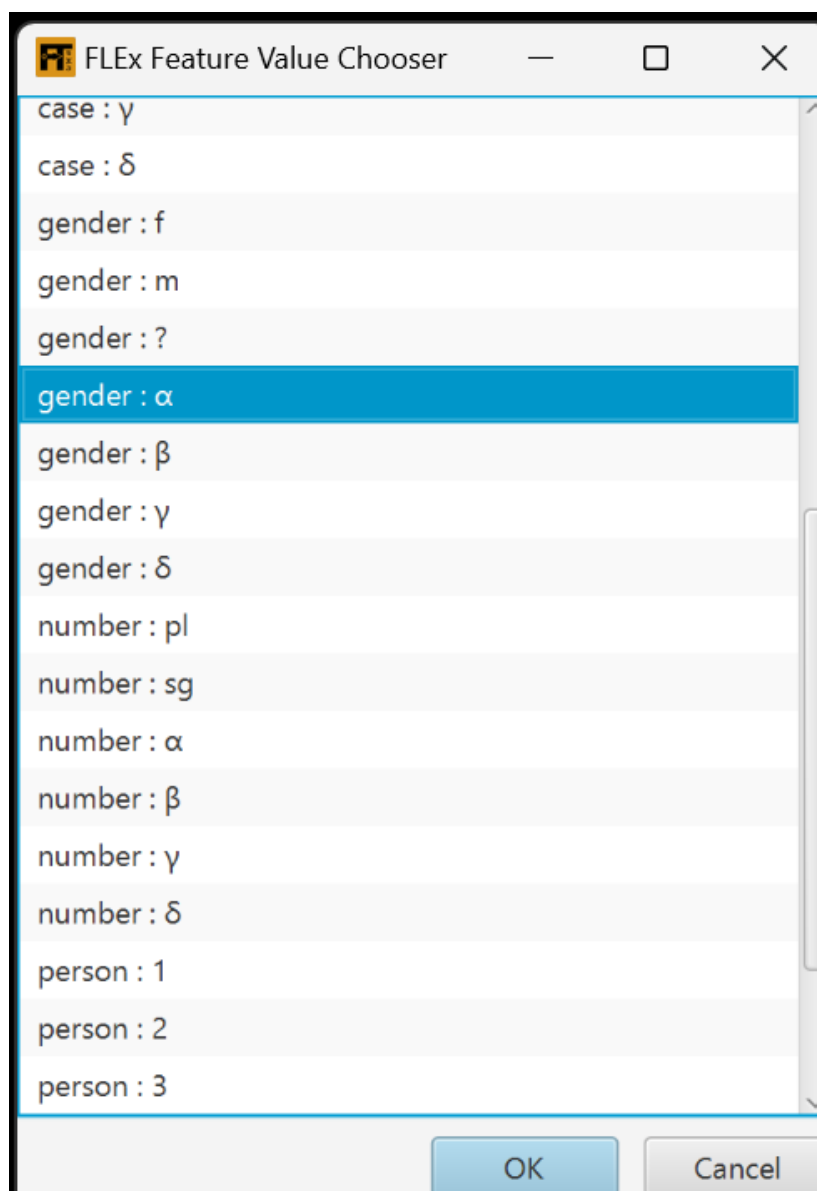 FLEx Feature Value Chooser
case : γ
case : δ
gender : f
gender : m
gender : ?
gender : α
gender : β
gender : γ
gender : δ
number : pl
number : sg
number : α
number : β
number : γ
number : δ
person : 1
person : 2
person : 3
OK Cancel